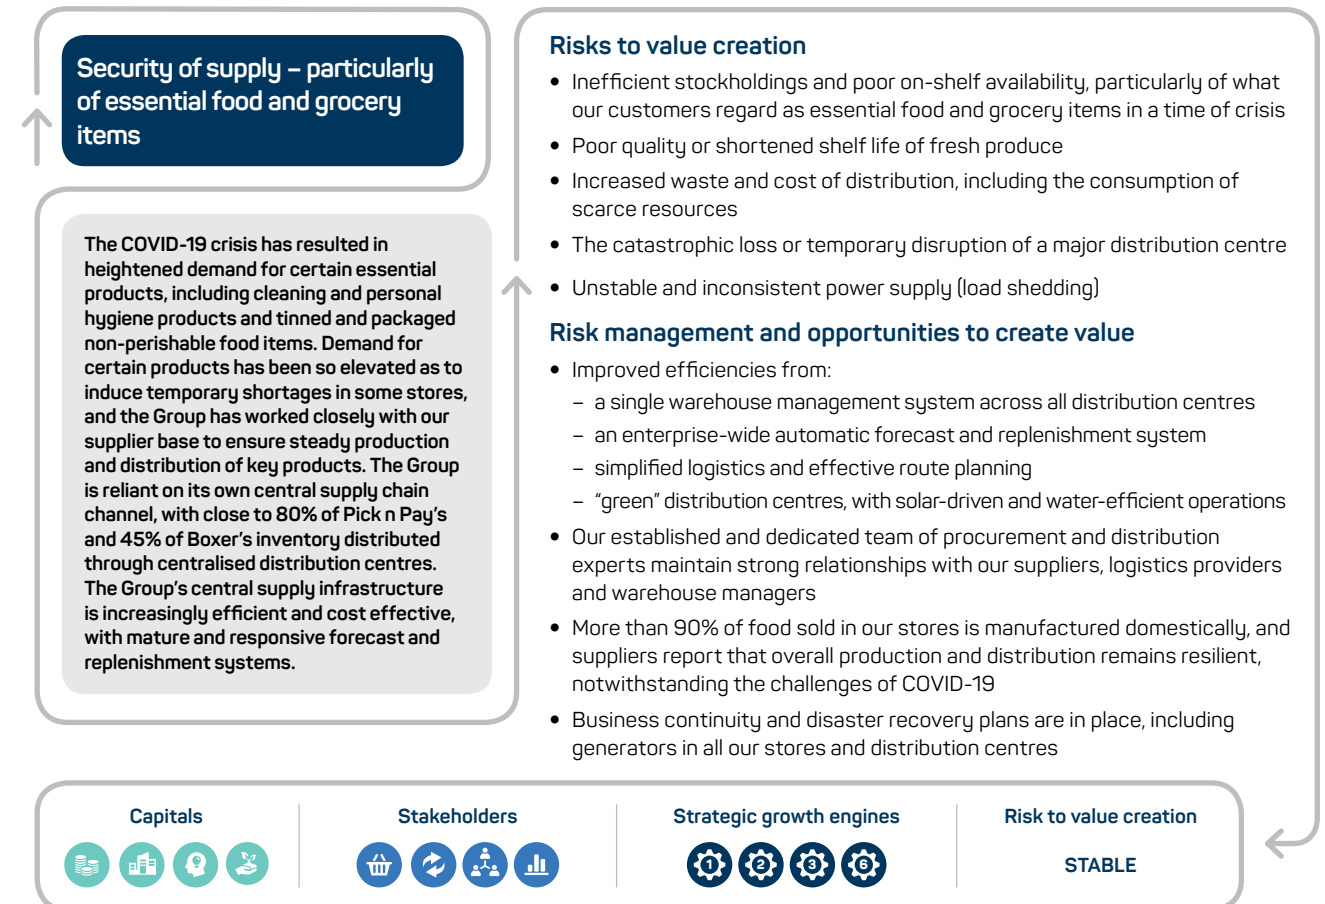 Security of supply – particularly
of essential food and grocery
items
The COVID-19 crisis has resulted in
heightened demand for certain essential
products, including cleaning and personal
hygiene products and tinned and packaged
non-perishable food items. Demand for
certain products has been so elevated as to
induce temporary shortages in some stores,
and the Group has worked closely with our
supplier base to ensure steady production
and distribution of key products. The Group
is reliant on its own central supply chain
channel, with close to 80% of Pick n Pay’s
and 45% of Boxer’s inventory distributed
through centralised distribution centres.
The Group’s central supply infrastructure
is increasingly efficient and cost effective,
with mature and responsive forecast and
replenishment systems.
Risks to value creation
• Inefficient stockholdings and poor on-shelf availability, particularly of what
our customers regard as essential food and grocery items in a time of crisis
• Poor quality or shortened shelf life of fresh produce
• Increased waste and cost of distribution, including the consumption of
scarce resources
• The catastrophic loss or temporary disruption of a major distribution centre
• Unstable and inconsistent power supply (load shedding)
Risk management and opportunities to create value
• Improved efficiencies from:
– a single warehouse management system across all distribution centres
– an enterprise-wide automatic forecast and replenishment system
– simplified logistics and effective route planning
– “green” distribution centres, with solar-driven and water-efficient operations
• Our established and dedicated team of procurement and distribution
experts maintain strong relationships with our suppliers, logistics providers
and warehouse managers
• More than 90% of food sold in our stores is manufactured domestically, and
suppliers report that overall production and distribution remains resilient,
notwithstanding the challenges of COVID-19
• Business continuity and disaster recovery plans are in place, including
generators in all our stores and distribution centres
Capitals
Stakeholders
Strategic growth engines
1 2 3 6
Risk to value creation
STABLE